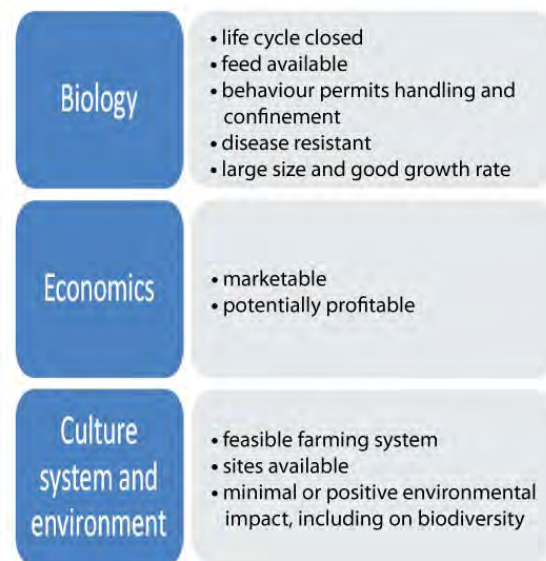 Biology
• life cycle closed
• feed available
• behaviour permits handling and
confinement
• disease resistant
• large size and good growth rate
Economics
• marketable
• potentially profitable
Culture
system and
environment
• feasible farming system
• sites available
• minimal or positive environmental
impact, including on biodiversity